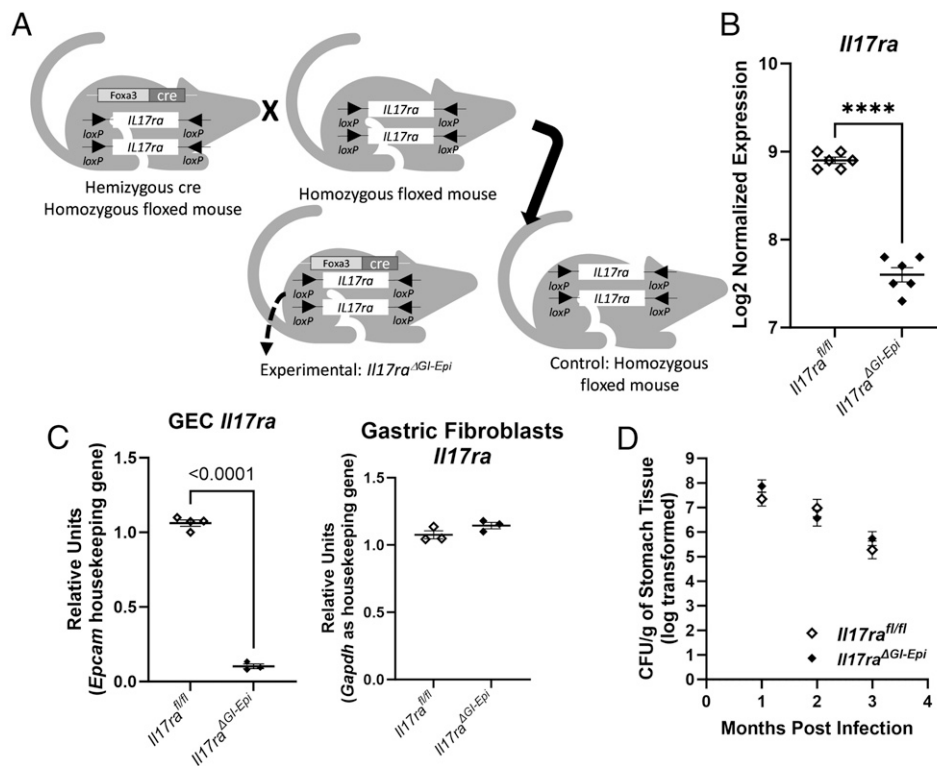 A
Foxa3 cre
loxP IL17ra loxP
loxP IL17ra loxP
Hemizygous cre
Homozygous floxed mouse
X
IL17ra
loxP loxP
IL17ra
loxP loxP
Homozygous floxed mouse
Foxa3 cre
IL17ra
loxP loxP
IL17ra
loxP loxP
Experimental: Il17raΔGI-Epi
IL17ra
loxP loxP
IL17ra
loxP loxP
Control: Homozygous
floxed mouse
B
Il17ra
Log2 Normalized Expression
10
9
8
7
****
Il17rafl/fl
Il17raΔGI-Epi
C
GEC Il17ra
Relative Units
(Epcam housekeeping gene)
1.5
1.0
0.5
0.0
<0.0001
Il17rafl/fl
Il17raΔGI-Epi
Gastric Fibroblasts
Il17ra
Relative Units
(Gapdh as housekeeping gene)
1.5
1.0
0.5
0.0
Il17rafl/fl
Il17raΔGI-Epi
D
CFU/g of Stomach Tissue
(log transformed)
9
8
7
6
5
4
3
2
1
0
Il17rafl/fl
Il17raΔGI-Epi
0 1 2 3 4
Months Post Infection